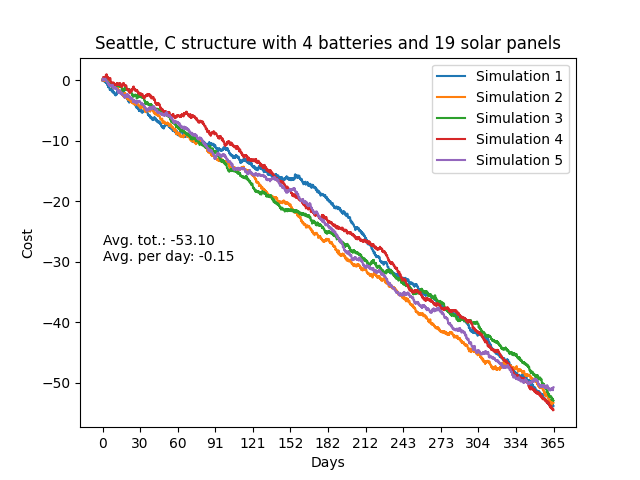 Seattle, C structure with 4 batteries and 19 solar panels
Simulation 1
Simulation 2
Simulation 3
Simulation 4
Simulation 5
0
−10
−20
−30
−40
−50
Cost
Avg. tot.: -53.10
Avg. per day: -0.15
0 30 60 91 121 152 182 212 243 273 304 334 365
Days